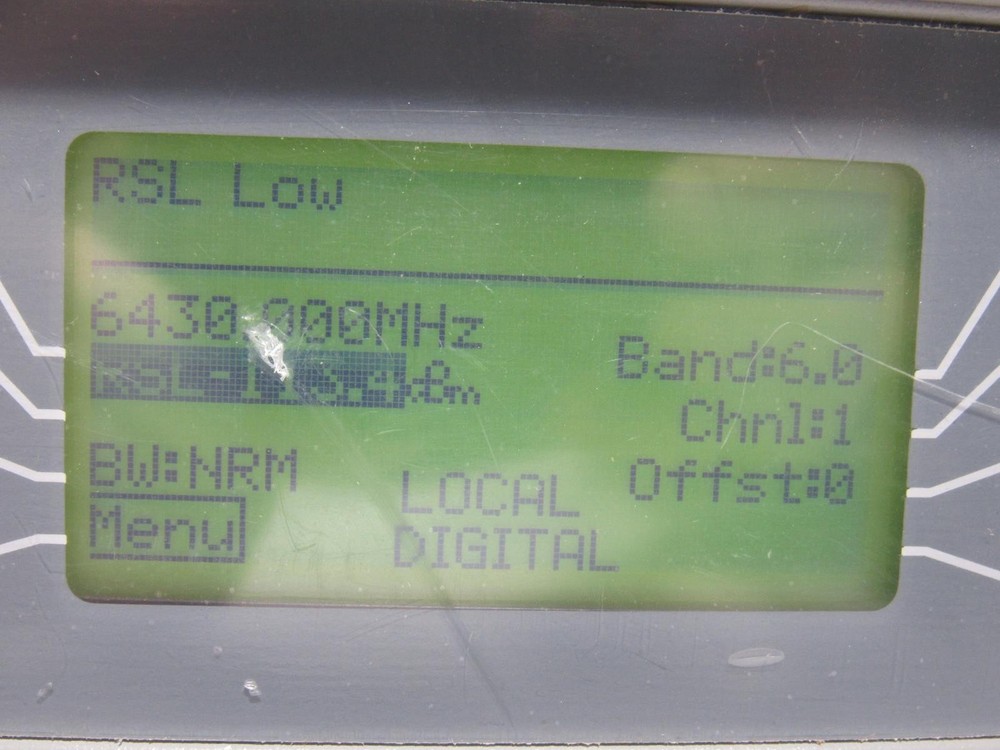 RSL Low
6430.000MHz
Band:6.0
Chnl:1
BW:NRM
Offst:0
LOCAL
Menu
DIGITAL